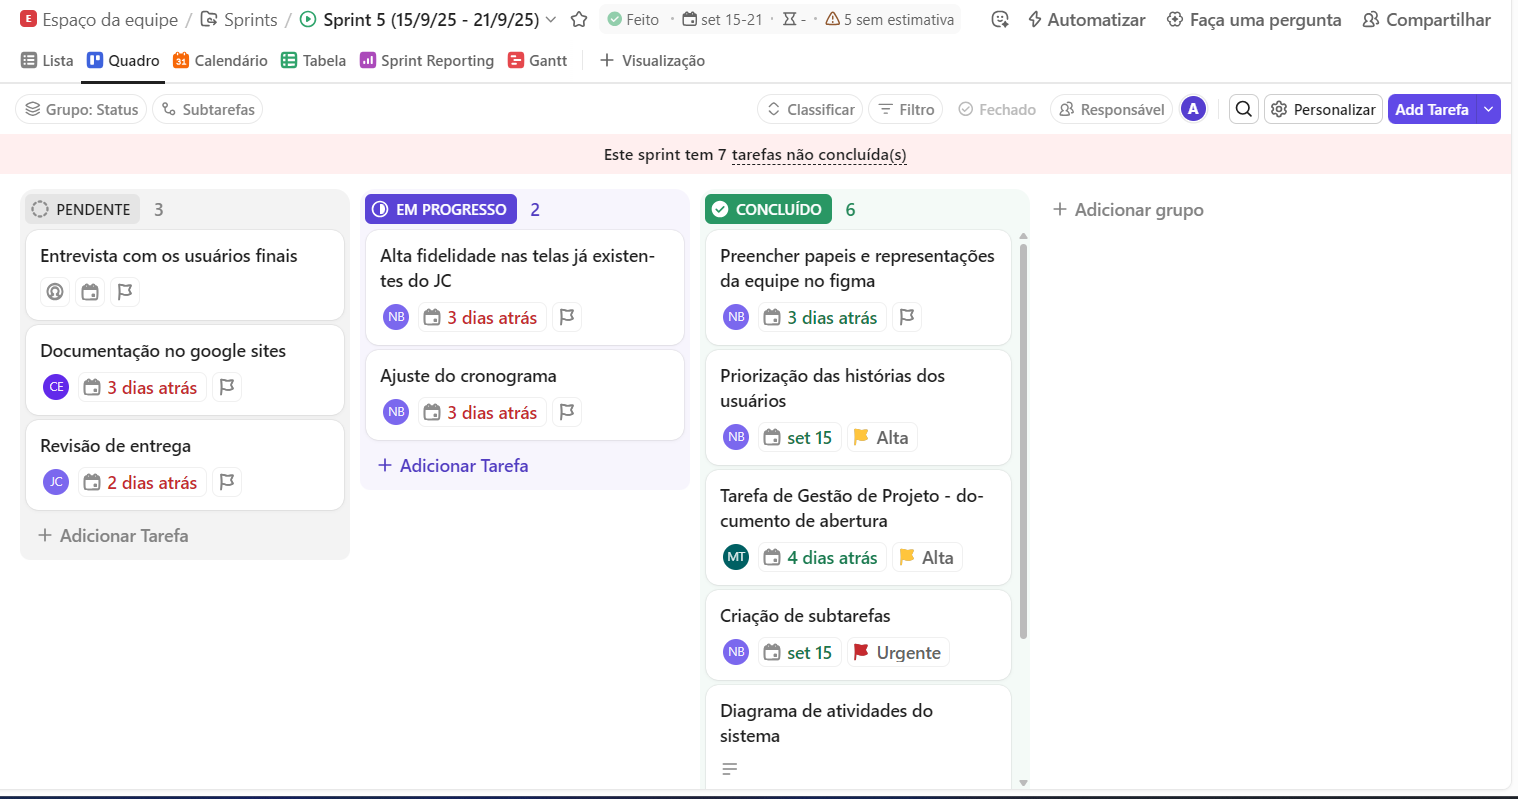 E Espaço da equipe / Sprints / Sprint 5 (15/9/25 - 21/9/25) Feito · set 15-21 · - · 5 sem estimativa Automatizar Faça uma pergunta Compartilhar
Lista Quadro 31 Calendário Tabela Sprint Reporting Gantt + Visualização
Grupo: Status Subtarefas Classificar Filtro Fechado Responsável A Personalizar Add Tarefa
Este sprint tem 7 tarefas não concluída(s)
PENDENTE 3
Entrevista com os usuários finais
Documentação no google sites
CE 3 dias atrás
Revisão de entrega
JC 2 dias atrás
+ Adicionar Tarefa
EM PROGRESSO 2
Alta fidelidade nas telas já existen-
tes do JC
NB 3 dias atrás
Ajuste do cronograma
NB 3 dias atrás
+ Adicionar Tarefa
CONCLUÍDO 6
Preencher papeis e representações
da equipe no figma
NB 3 dias atrás
Priorização das histórias dos
usuários
NB set 15 Alta
Tarefa de Gestão de Projeto - do-
cumento de abertura
MT 4 dias atrás Alta
Criação de subtarefas
NB set 15 Urgente
Diagrama de atividades do
sistema
+ Adicionar grupo